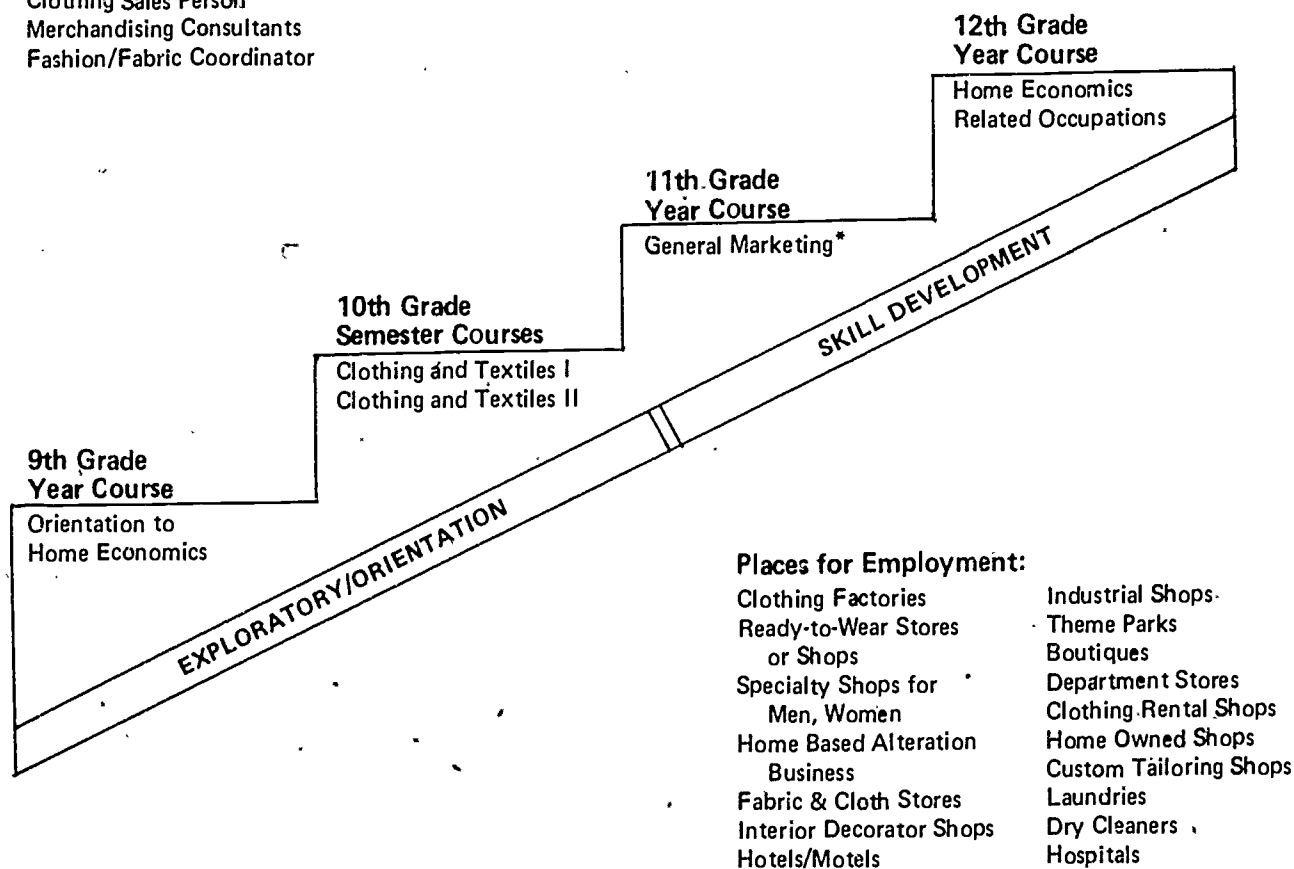 Clothing Sales Person
Merchandising Consultants
Fashion/Fabric Coordinator
12th Grade
Year Course
Home Economics
Related Occupations
11th Grade
Year Course
General Marketing*
SKILL DEVELOPMENT
10th Grade
Semester Courses
Clothing and Textiles I
Clothing and Textiles II
9th Grade
Year Course
Orientation to
Home Economics
EXPLORATORY/ORIENTATION
Places for Employment:
Clothing Factories
Ready-to-Wear Stores
or Shops
Specialty Shops for
Men, Women
Home Based Alteration
Business
Fabric & Cloth Stores
Interior Decorator Shops
Hotels/Motels
Industrial Shops
Theme Parks
Boutiques
Department Stores
Clothing Rental Shops
Home Owned Shops
Custom Tailoring Shops
Laundries
Dry Cleaners
Hospitals